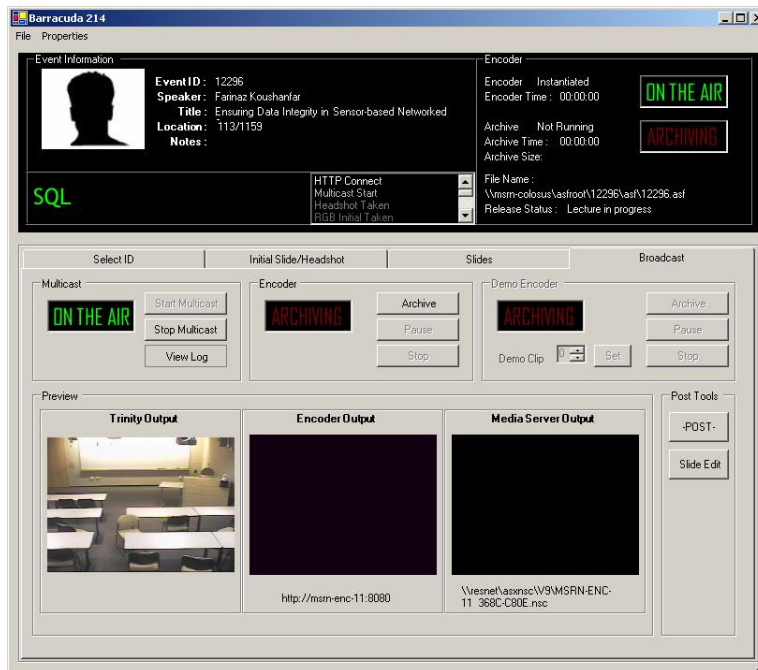 Barracuda 214
File Properties
Event Information
Event ID : 12296
Speaker : Farinaz Koushanfar
Title : Ensuring Data Integrity in Sensor-based Networked
Location : 113/1159
Notes :
SQL
HTTP Connect
Multicast Start
Headshot Taken
RGB Initial Taken
Encoder
Encoder Instantiated
Encoder Time : 00:00:00
ON THE AIR
Archive Not Running
Archive Time : 00:00:00
Archive Size:
ARCHIVING
File Name :
\\msrn-colosus\asfroot\12296\asf\12296.asf
Release Status : Lecture in progress
Select ID
Initial Slide/Headshot
Slides
Broadcast
Multicast
ON THE AIR
Start Multicast
Stop Multicast
View Log
Encoder
ARCHIVING
Archive
Pause
Stop
Demo Encoder
ARCHIVING
Demo Clip 0 Set
Archive
Pause
Stop
Preview
Trinity Output
Encoder Output
http://msrn-enc-11:8080
Media Server Output
\\resnet\asxnsc\V9\MSRN-ENC-
11_368C-C80E.nsc
Post Tools
-POST-
Slide Edit